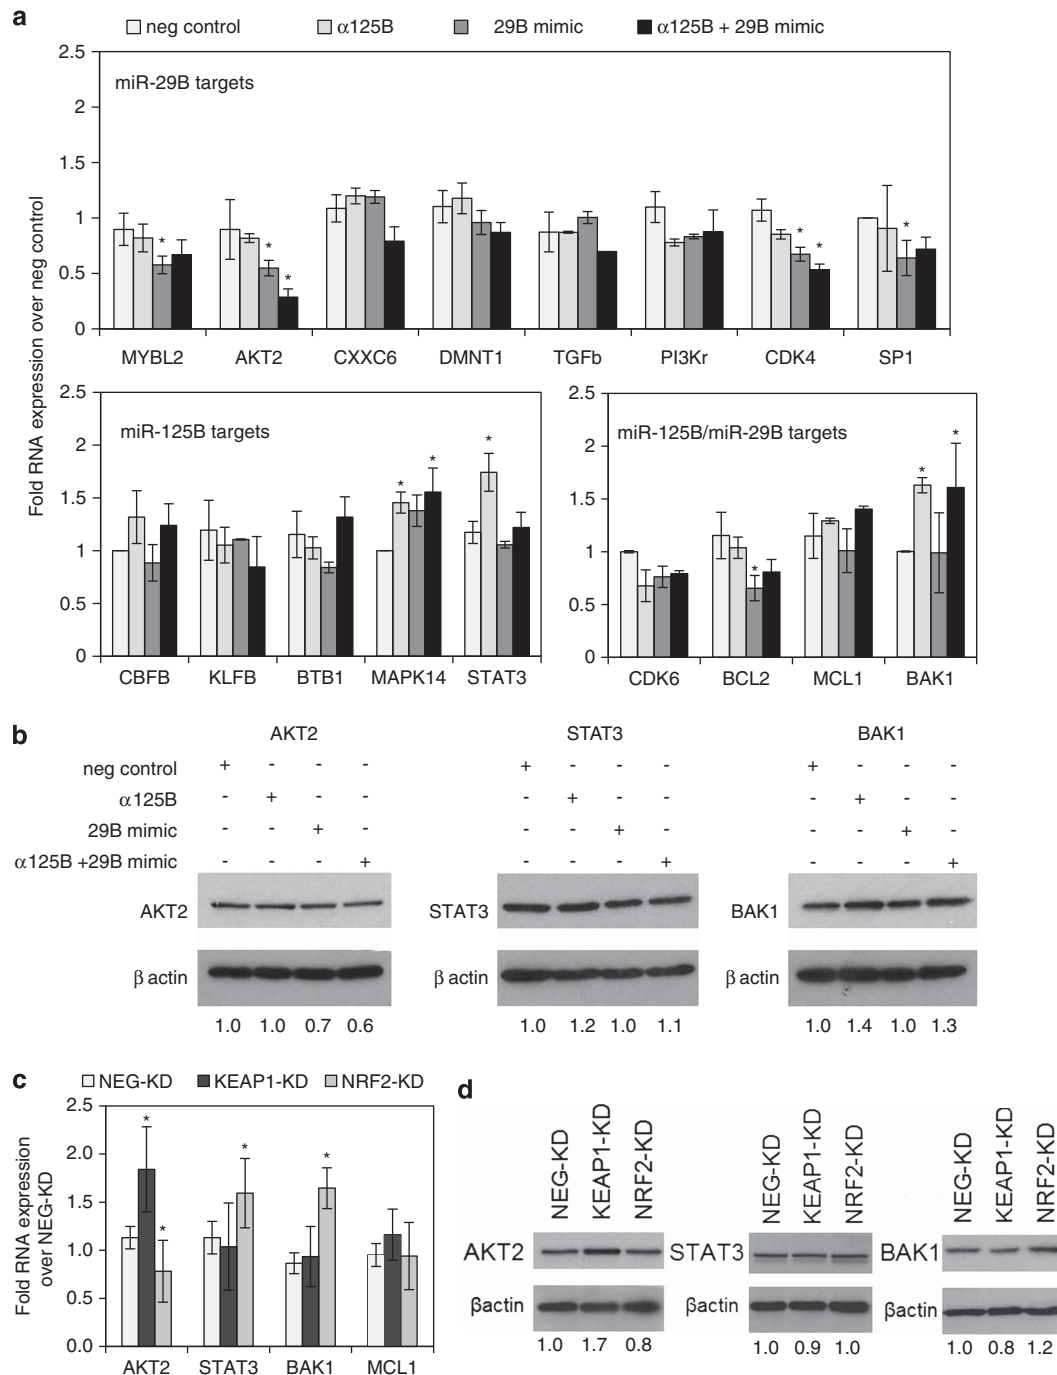 a
neg control α125B 29B mimic α125B + 29B mimic
Fold RNA expression over neg control
2.5
2
1.5
1
0.5
0
miR-29B targets
* * * * * *
MYBL2 AKT2 CXXC6 DMNT1 TGFb PI3Kr CDK4 SP1
2.5
2
1.5
1
0.5
0
miR-125B targets
* * *
CBFB KLFB BTB1 MAPK14 STAT3
2.5
2
1.5
1
0.5
0
miR-125B/miR-29B targets
* * *
CDK6 BCL2 MCL1 BAK1
b
AKT2 STAT3 BAK1
neg control + - - - + - - - + - - -
α125B - + - - - + - - - + - -
29B mimic - - + - - - + - - - + -
α125B +29B mimic - - - + - - - + - - - +
AKT2 STAT3 BAK1
β actin β actin β actin
1.0 1.0 0.7 0.6 1.0 1.2 1.0 1.1 1.0 1.4 1.0 1.3
c
NEG-KD KEAP1-KD NRF2-KD
Fold RNA expression
over NEG-KD
2.5
2.0
1.5
1.0
0.5
0.0
* * * *
AKT2 STAT3 BAK1 MCL1
d
NEG-KD KEAP1-KD NRF2-KD NEG-KD KEAP1-KD NRF2-KD NEG-KD KEAP1-KD NRF2-KD
AKT2 STAT3 BAK1
βactin βactin βactin
1.0 1.7 0.8 1.0 0.9 1.0 1.0 0.8 1.2